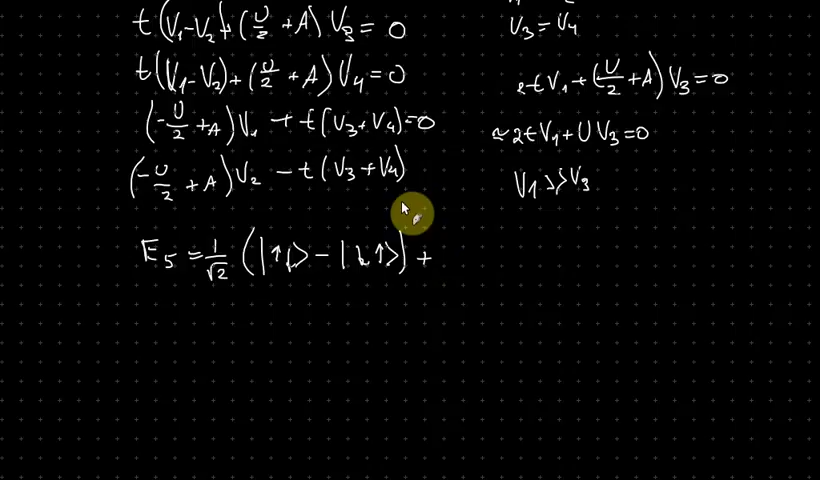 t(V₁-V₂)+(U/2 + A) V₃ = 0
t(V₁-V₂)+(U/2 + A) V₄ = 0
(-U/2 + A) V₁ + t(V₃+V₄)=0
(-U/2 + A) V₂ - t(V₃+V₄)
E₅ = 1/√2 (|↑↓> - |↓↑>) +
V₃ = V₄
2tV₁ + (U/2 + A) V₃ = 0
≈ 2tV₁ + U V₃ = 0
V₁ >> V₃